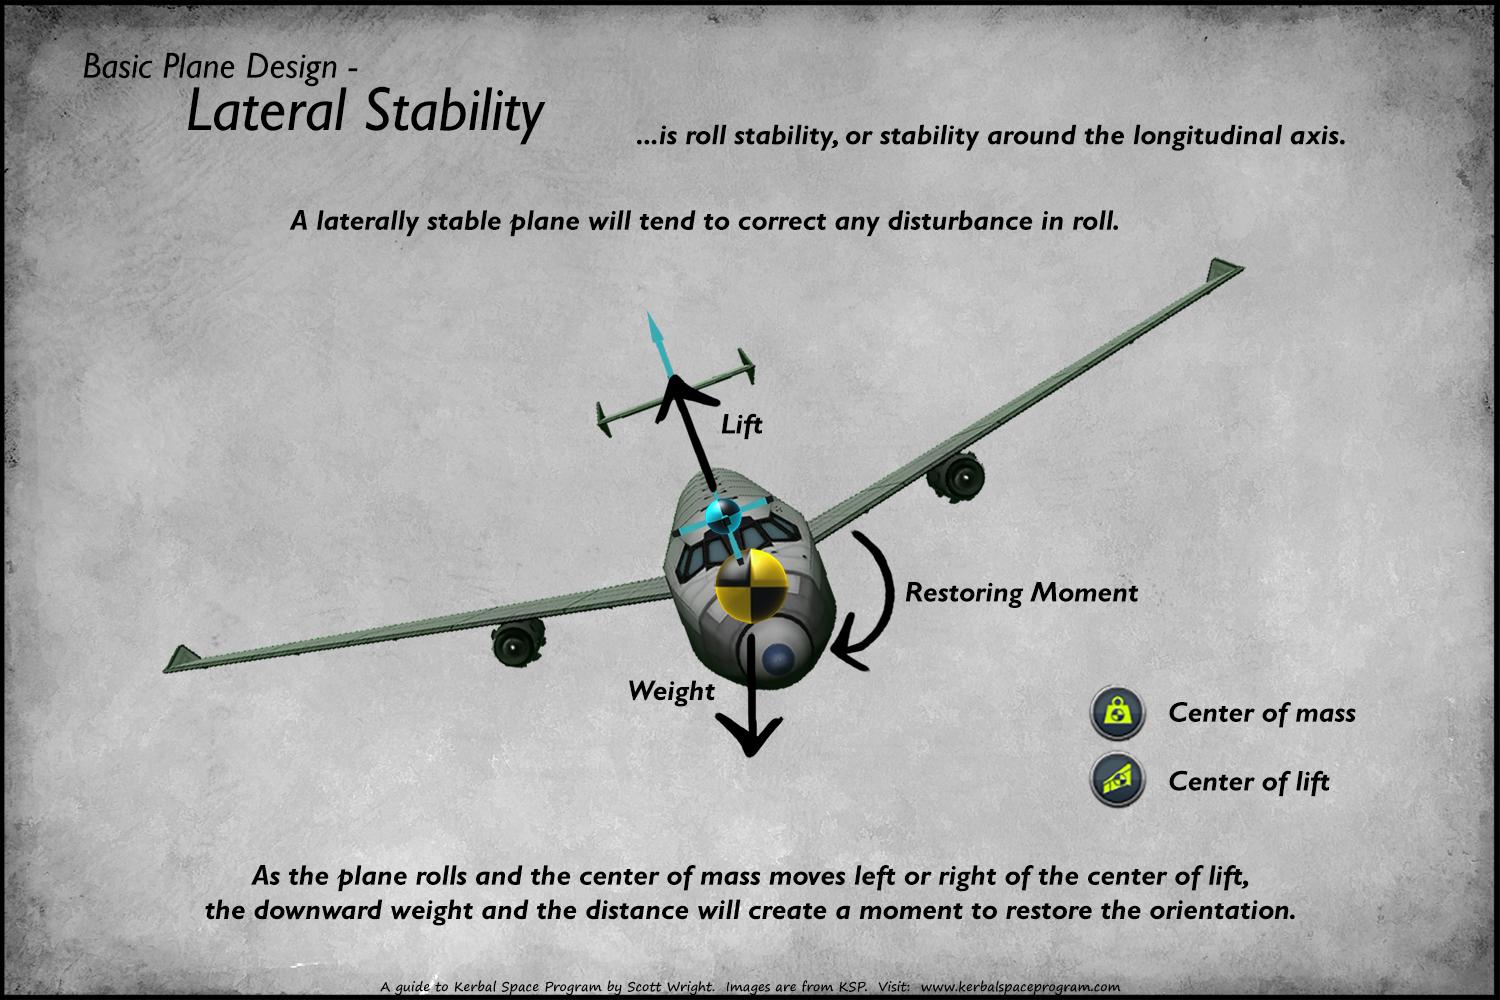 Basic Plane Design -
Lateral Stability
...is roll stability, or stability around the longitudinal axis.
A laterally stable plane will tend to correct any disturbance in roll.
Lift
Restoring Moment
Weight
Center of mass
Center of lift
As the plane rolls and the center of mass moves left or right of the center of lift,
the downward weight and the distance will create a moment to restore the orientation.
A guide to Kerbal Space Program by Scott Wright. Images are from KSP. Visit: www.kerbalspaceprogram.com